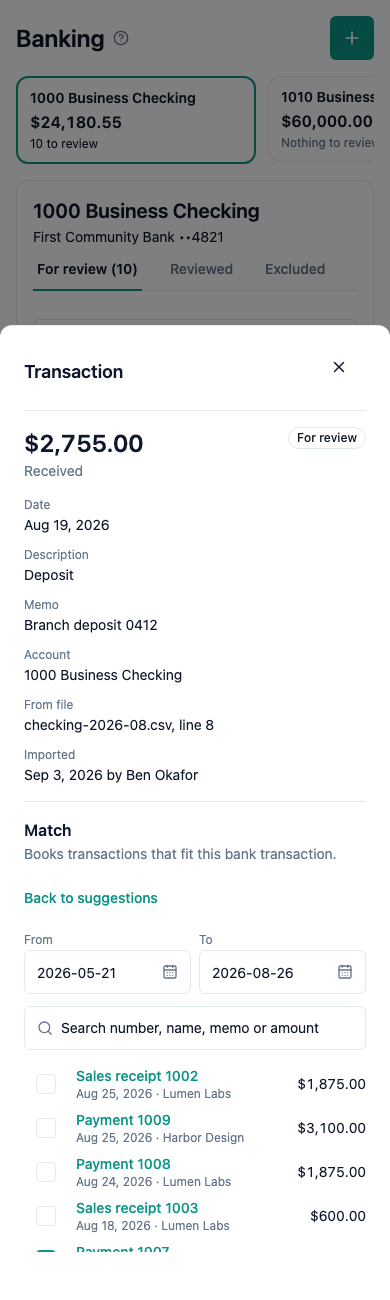 Banking
1000 Business Checking
$24,180.55
10 to review
1010 Business
$60,000.00
Nothing to review
1000 Business Checking
First Community Bank ••4821
For review (10)
Reviewed
Excluded
Transaction
$2,755.00
For review
Received
Date
Aug 19, 2026
Description
Deposit
Memo
Branch deposit 0412
Account
1000 Business Checking
From file
checking-2026-08.csv, line 8
Imported
Sep 3, 2026 by Ben Okafor
Match
Books transactions that fit this bank transaction.
Back to suggestions
From
To
2026-05-21
2026-08-26
Search number, name, memo or amount
Sales receipt 1002
$1,875.00
Aug 25, 2026 · Lumen Labs
Payment 1009
$3,100.00
Aug 25, 2026 · Harbor Design
Payment 1008
$1,875.00
Aug 24, 2026 · Lumen Labs
Sales receipt 1003
$600.00
Aug 18, 2026 · Lumen Labs
Payment 1007